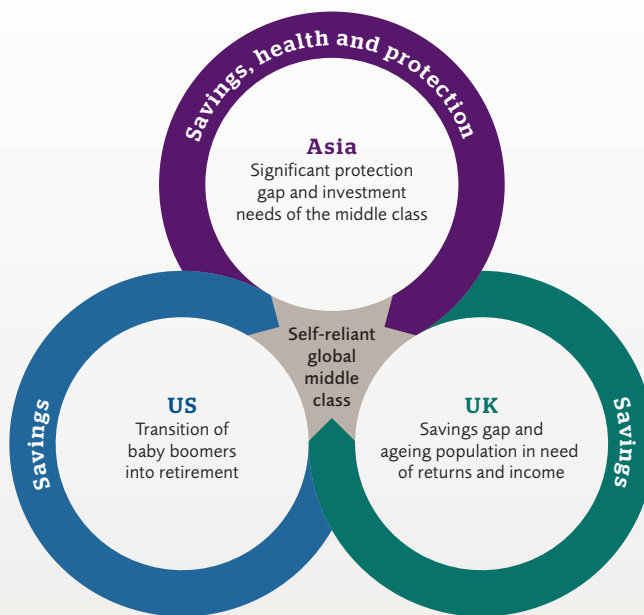 Savings, health and protection
Asia
Significant protection
gap and investment
needs of the middle class
Self-reliant
global
middle
class
Savings
US
Transition of
baby boomers
into retirement
UK
Savings gap and
ageing population in need
of returns and income
Savings